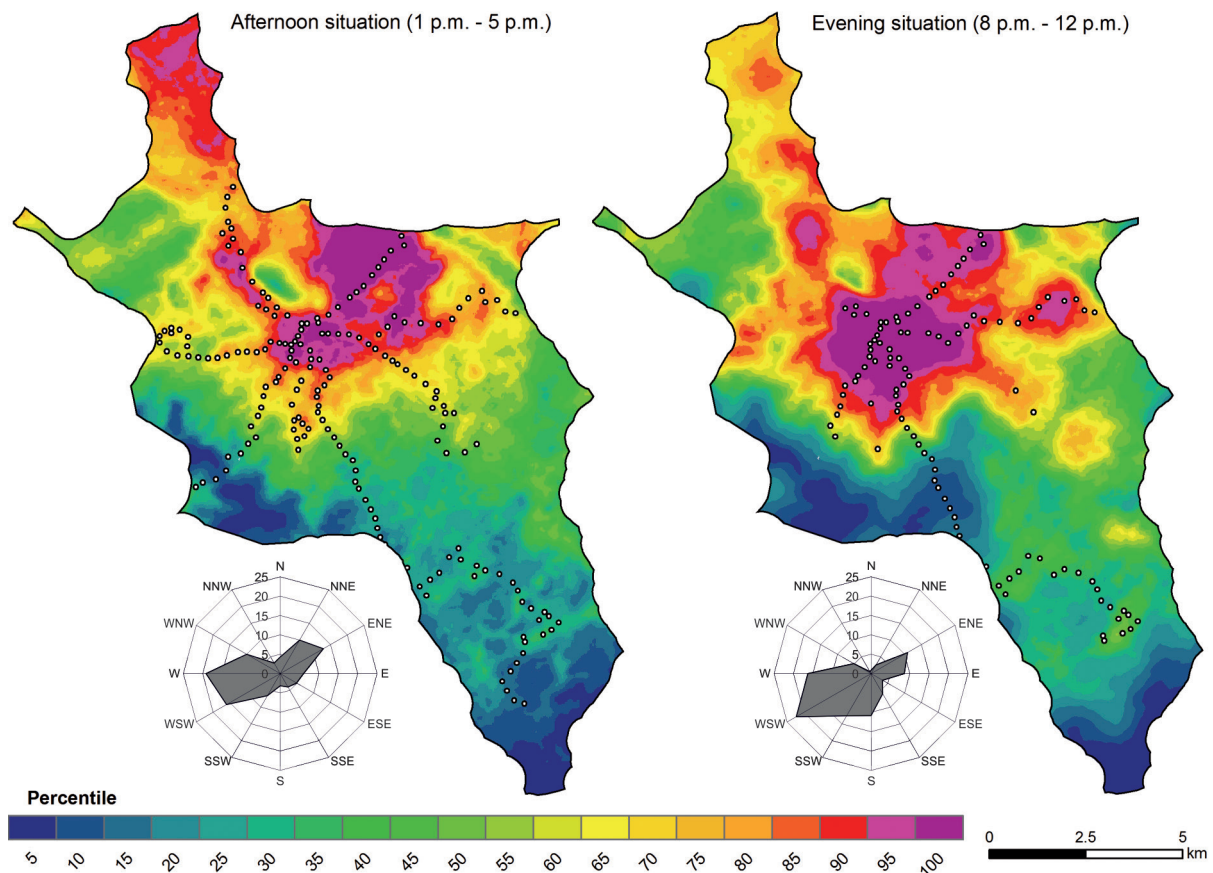 Afternoon situation (1 p.m. - 5 p.m.)
Evening situation (8 p.m. - 12 p.m.)
N
NNE
ENE
E
ESE
SSE
S
SSW
WSW
W
WNW
NNW
25
20
15
10
5
0
N
NNE
ENE
E
ESE
SSE
S
SSW
WSW
W
WNW
NNW
25
20
15
10
5
0
Percentile
5 10 15 20 25 30 35 40 45 50 55 60 65 70 75 80 85 90 95 100
0 2.5 5
km